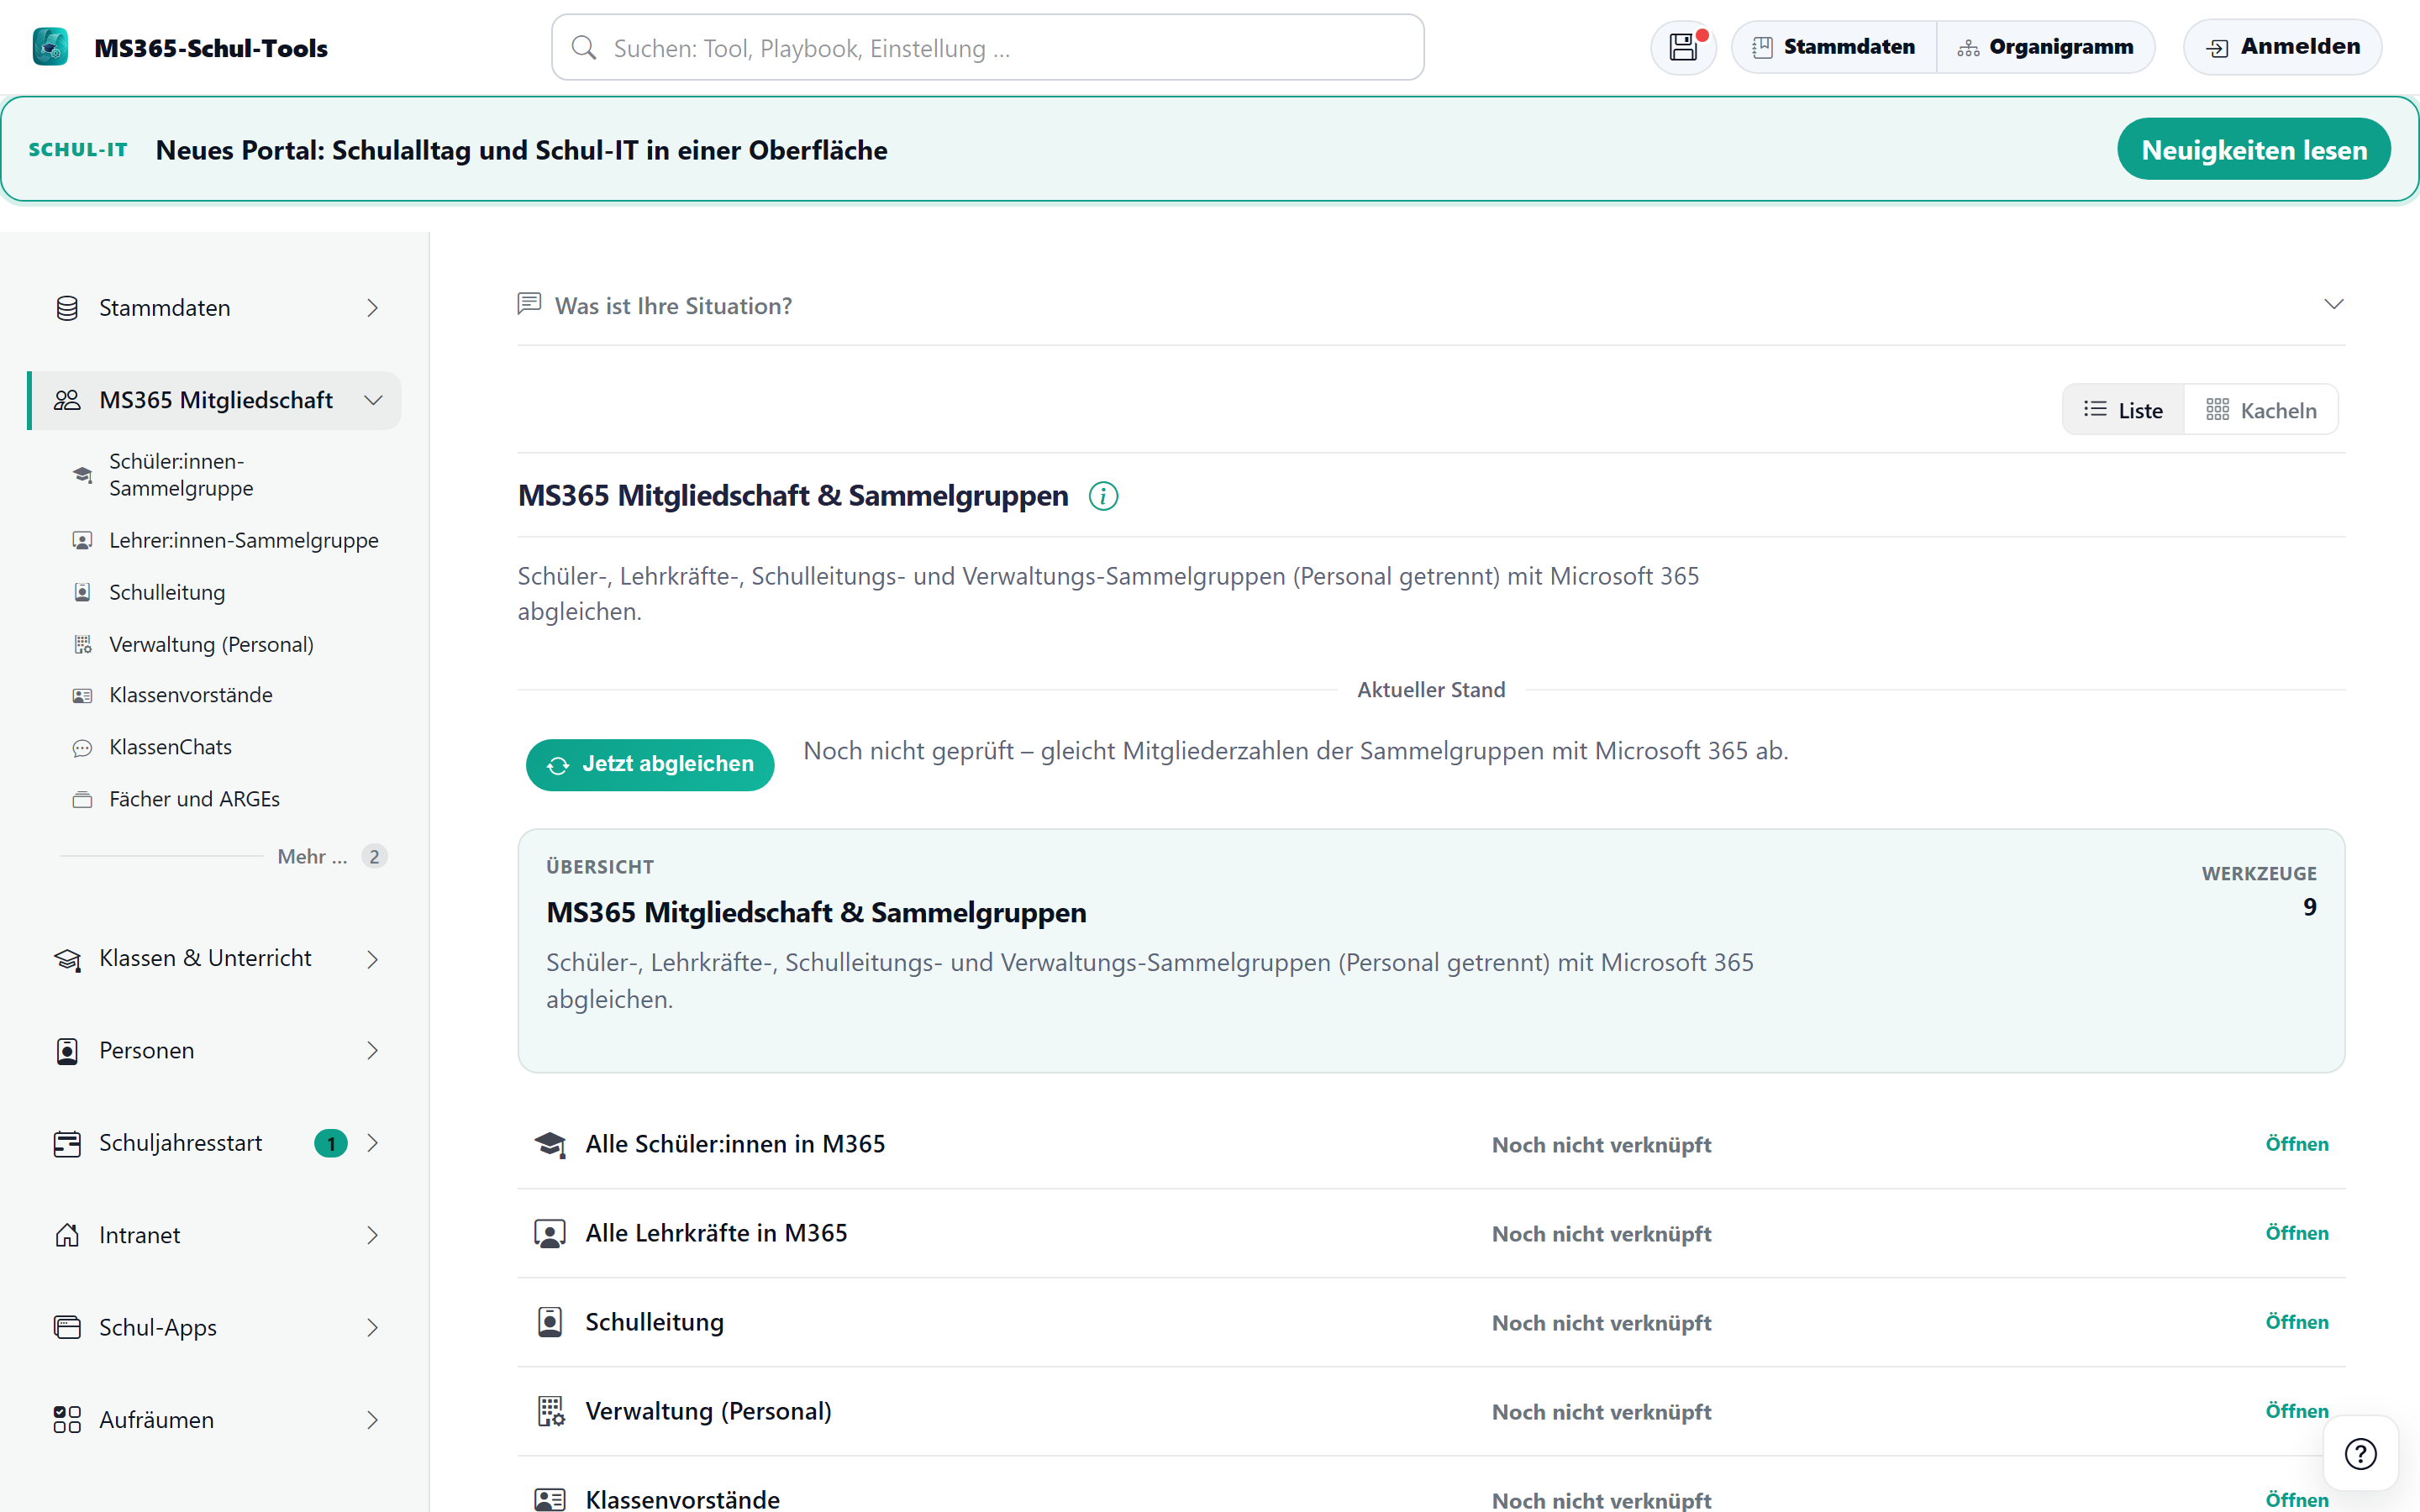 MS365-Schul-Tools
Suchen: Tool, Playbook, Einstellung ...
Stammdaten
Organigramm
Anmelden
SCHUL-IT
Neues Portal: Schulalltag und Schul-IT in einer Oberfläche
Neuigkeiten lesen
Stammdaten
MS365 Mitgliedschaft
Schüler:innen-
Sammelgruppe
Lehrer:innen-Sammelgruppe
Schulleitung
Verwaltung (Personal)
Klassenvorstände
KlassenChats
Fächer und ARGEs
Mehr ... 2
Klassen & Unterricht
Personen
Schuljahresstart 1
Intranet
Schul-Apps
Aufräumen
Was ist Ihre Situation?
Liste
Kacheln
MS365 Mitgliedschaft & Sammelgruppen
Schüler-, Lehrkräfte-, Schulleitungs- und Verwaltungs-Sammelgruppen (Personal getrennt) mit Microsoft 365
abgleichen.
Aktueller Stand
Jetzt abgleichen
Noch nicht geprüft – gleicht Mitgliederzahlen der Sammelgruppen mit Microsoft 365 ab.
ÜBERSICHT
MS365 Mitgliedschaft & Sammelgruppen
Schüler-, Lehrkräfte-, Schulleitungs- und Verwaltungs-Sammelgruppen (Personal getrennt) mit Microsoft 365
abgleichen.
WERKZEUGE
9
Alle Schüler:innen in M365 Noch nicht verknüpft Öffnen
Alle Lehrkräfte in M365 Noch nicht verknüpft Öffnen
Schulleitung Noch nicht verknüpft Öffnen
Verwaltung (Personal) Noch nicht verknüpft Öffnen
Klassenvorstände Noch nicht verknüpft Öffnen